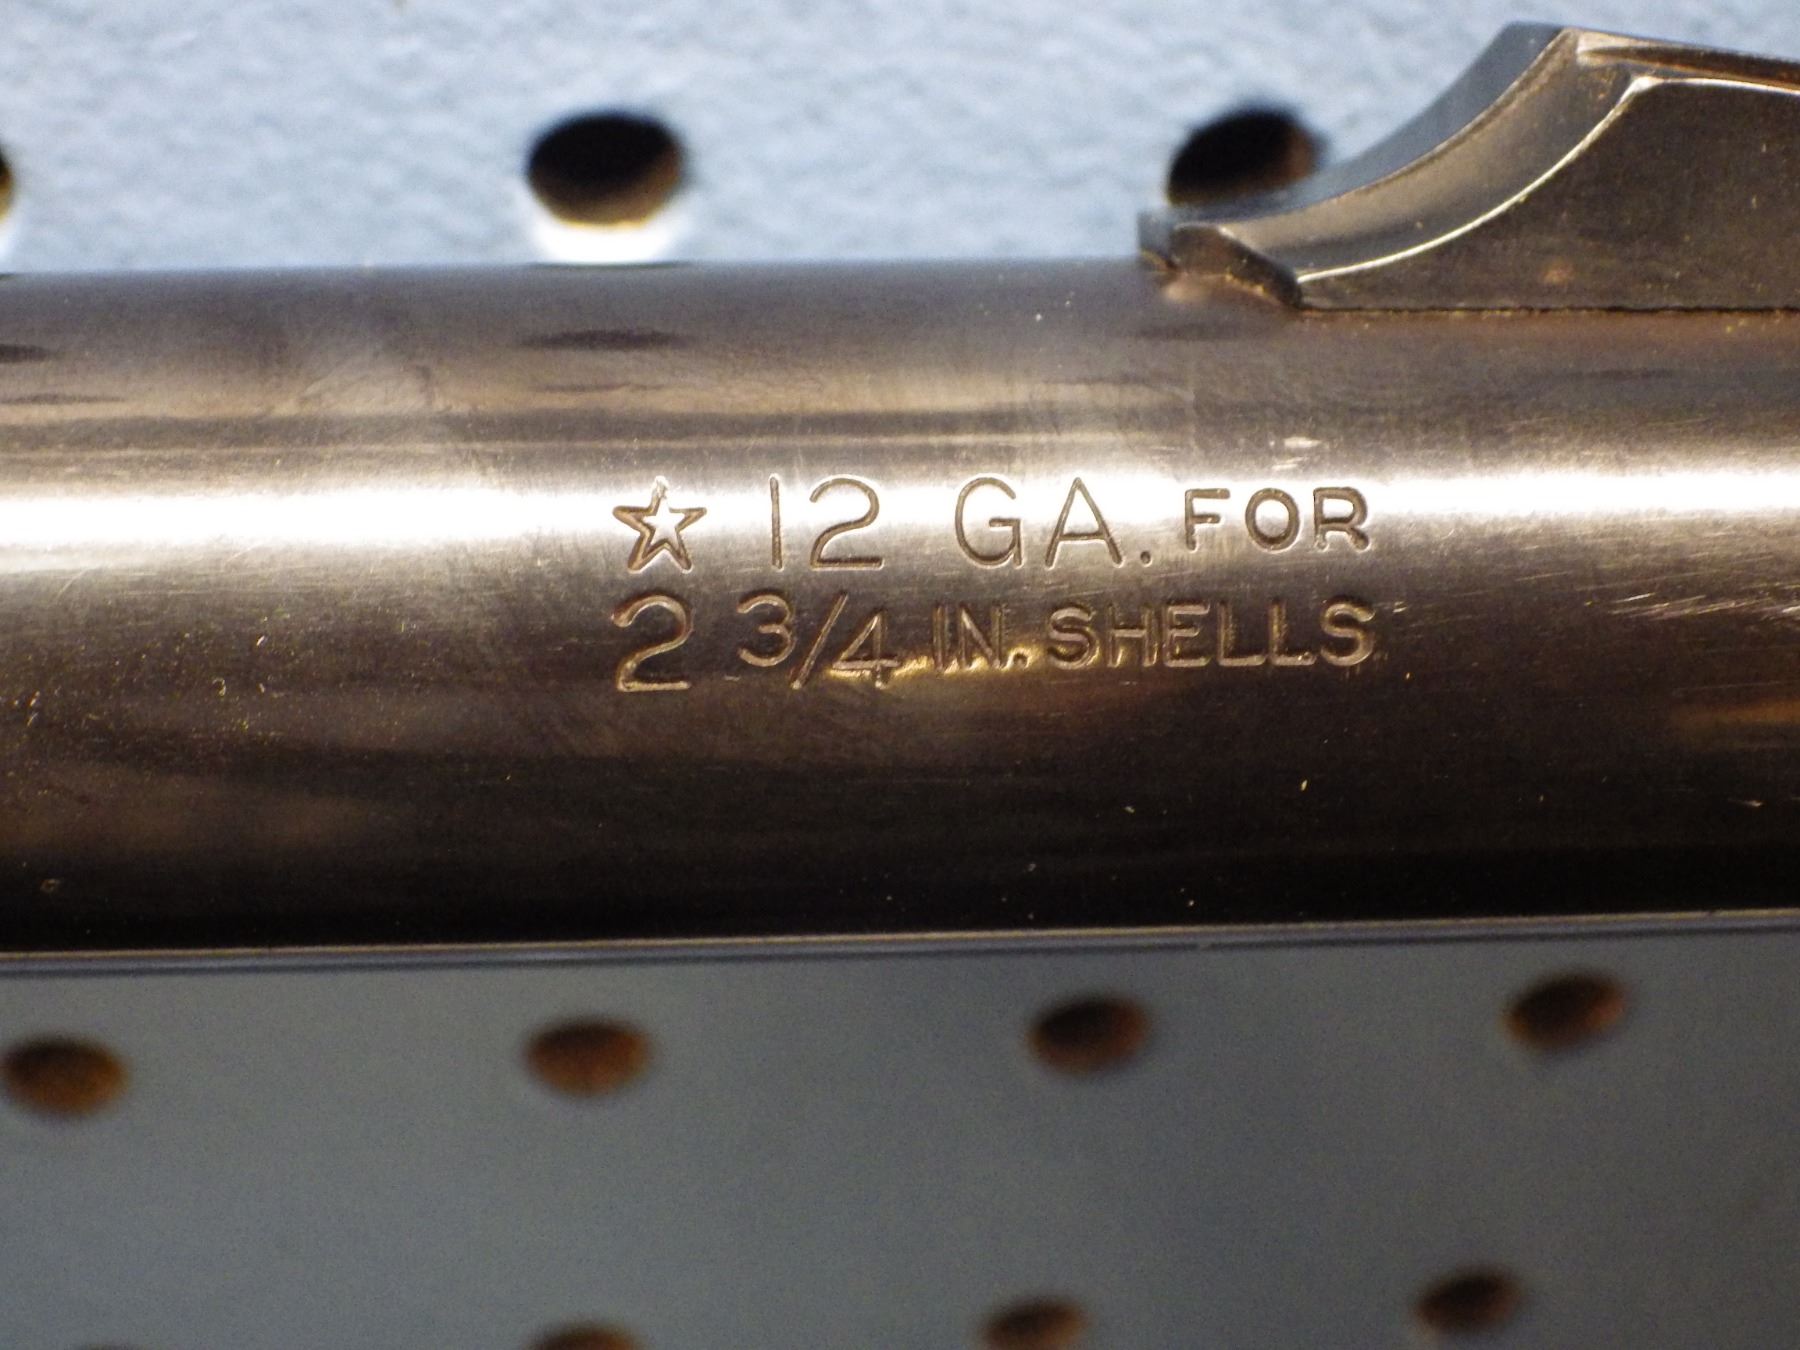 ☆ 12 GA. FOR
2 3/4 IN. SHELLS